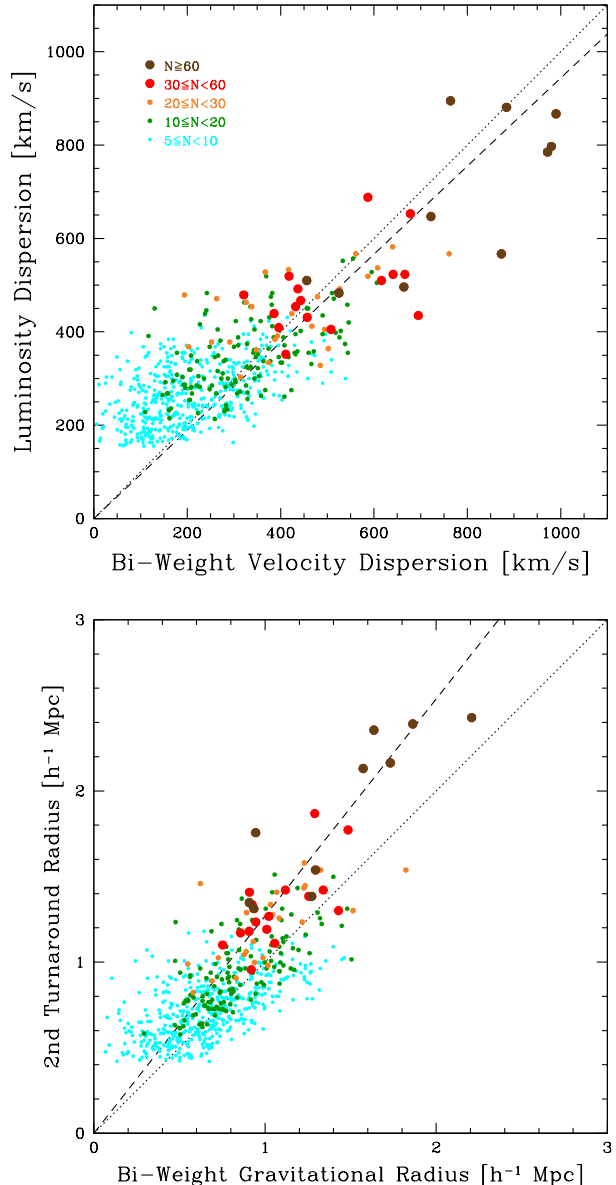 1000
800
600
400
200
0
Luminosity Dispersion [km/s]
N≧60
30≦N<60
20≦N<30
10≦N<20
5≦N<10
0 200 400 600 800 1000
Bi-Weight Velocity Dispersion [km/s]
3
2
1
0
2nd Turnaround Radius [h⁻¹ Mpc]
0 1 2 3
Bi-Weight Gravitational Radius [h⁻¹ Mpc]